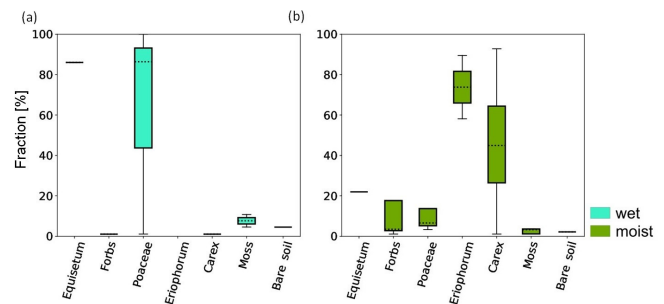 (a)
(b)
Fraction [%]
100
80
60
40
20
0
Equisetum
Forbs
Poaceae
Eriophorum
Carex
Moss
Bare soil
100
80
60
40
20
0
Equisetum
Forbs
Poaceae
Eriophorum
Carex
Moss
Bare soil
wet
moist